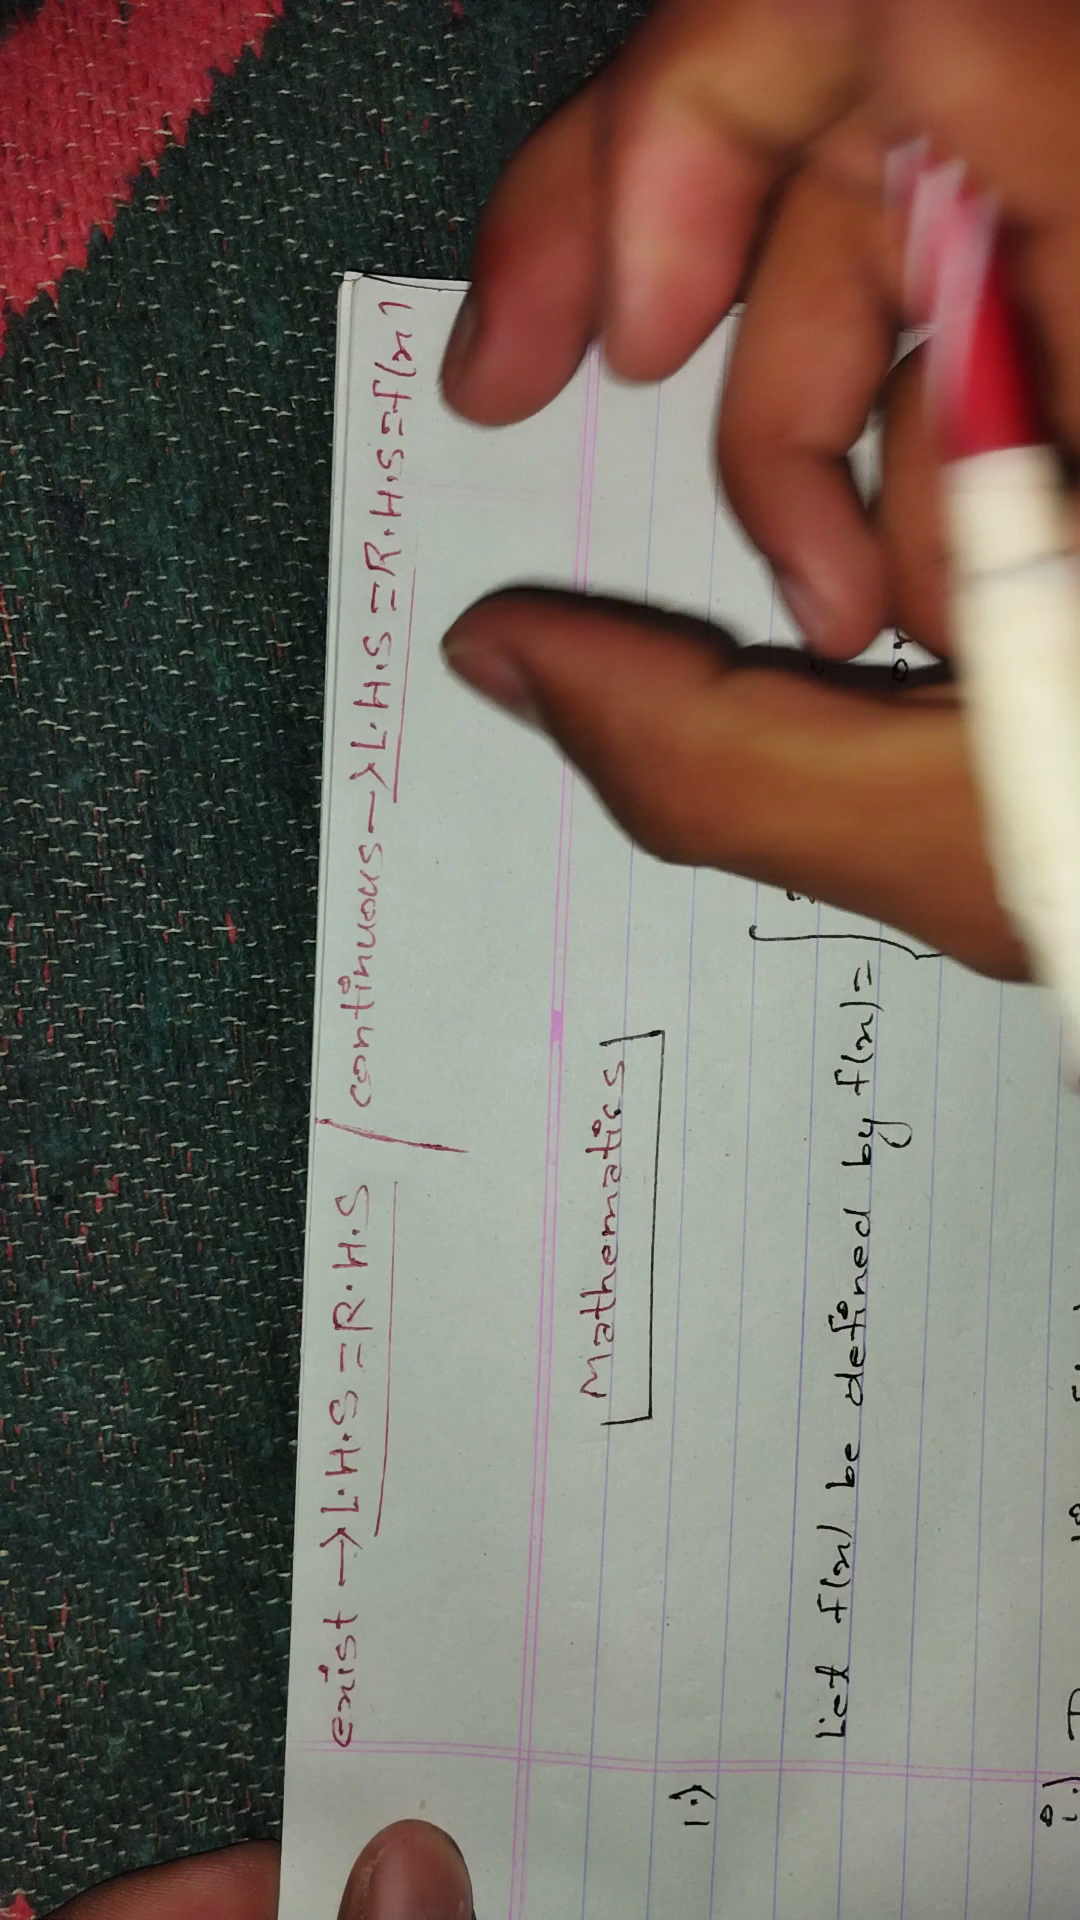 exist → L.H.S = R.H.S / continuous → L.H.S = R.H.S = f(x)
Mathematics
1.)
Let f(x) be defined by f(x) = {
i.)